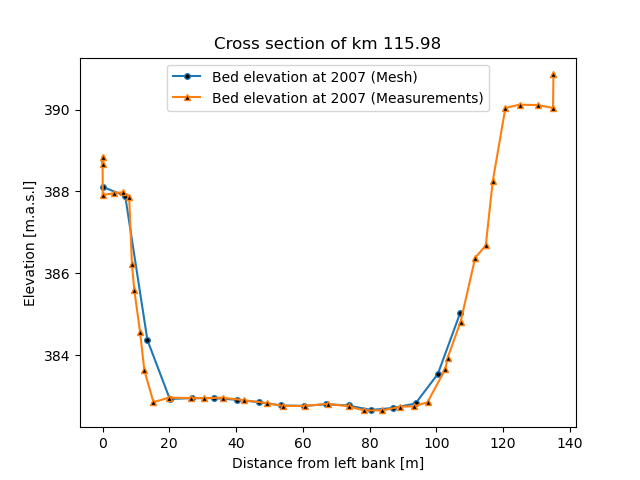 Cross section of km 115.98
Bed elevation at 2007 (Mesh)
Bed elevation at 2007 (Measurements)
390
388
386
384
Elevation [m.a.s.l]
0 20 40 60 80 100 120 140
Distance from left bank [m]